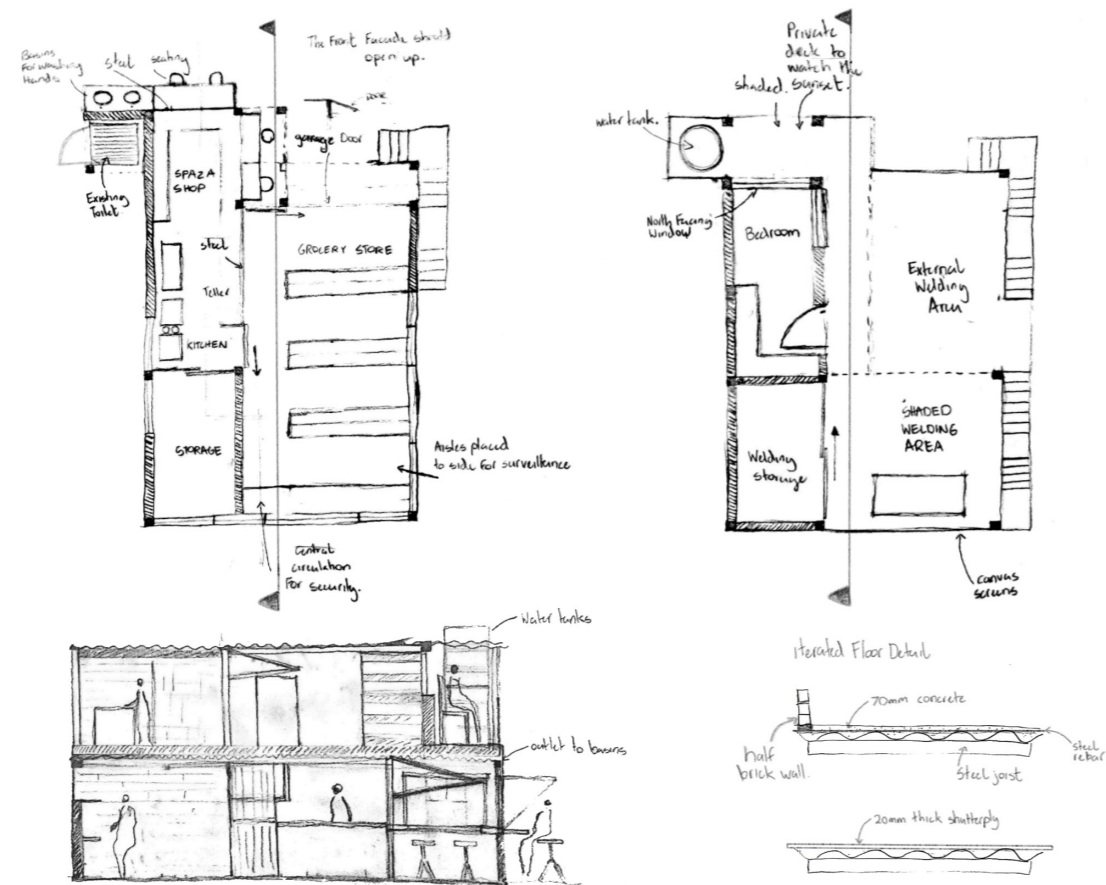 The Front Facade should
open up.
Basins
For washing
Hands
steel
seating
Door
garage Door
SPAZA
SHOP
Existing
Toilet.
steel
GROCERY STORE
Teller
KITCHEN
STORAGE
Aisles placed
to side for surveillance
Central
circulation
For security.
Private
deck to
watch the
sunset.
shaded.
water tank.
North Facing
Window
Bedroom
External
Welding
Area
SHADED
WELDING
AREA
Welding
storage
canvas
screens
Water tanks
outlet to basins
Iterated Floor Detail
70mm concrete
half
brick wall.
Steel joist
steel
rebar
20mm thick shutterply